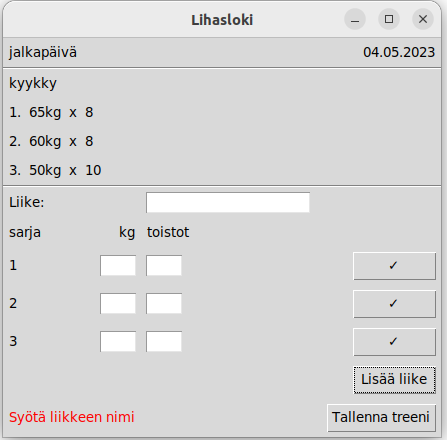 Lihasloki
jalkapäivä 04.05.2023
kyykky
1. 65kg x 8
2. 60kg x 8
3. 50kg x 10
Liike:
sarja kg toistot
1 ✓
2 ✓
3 ✓
Lisää liike
Syötä liikkeen nimi Tallenna treeni